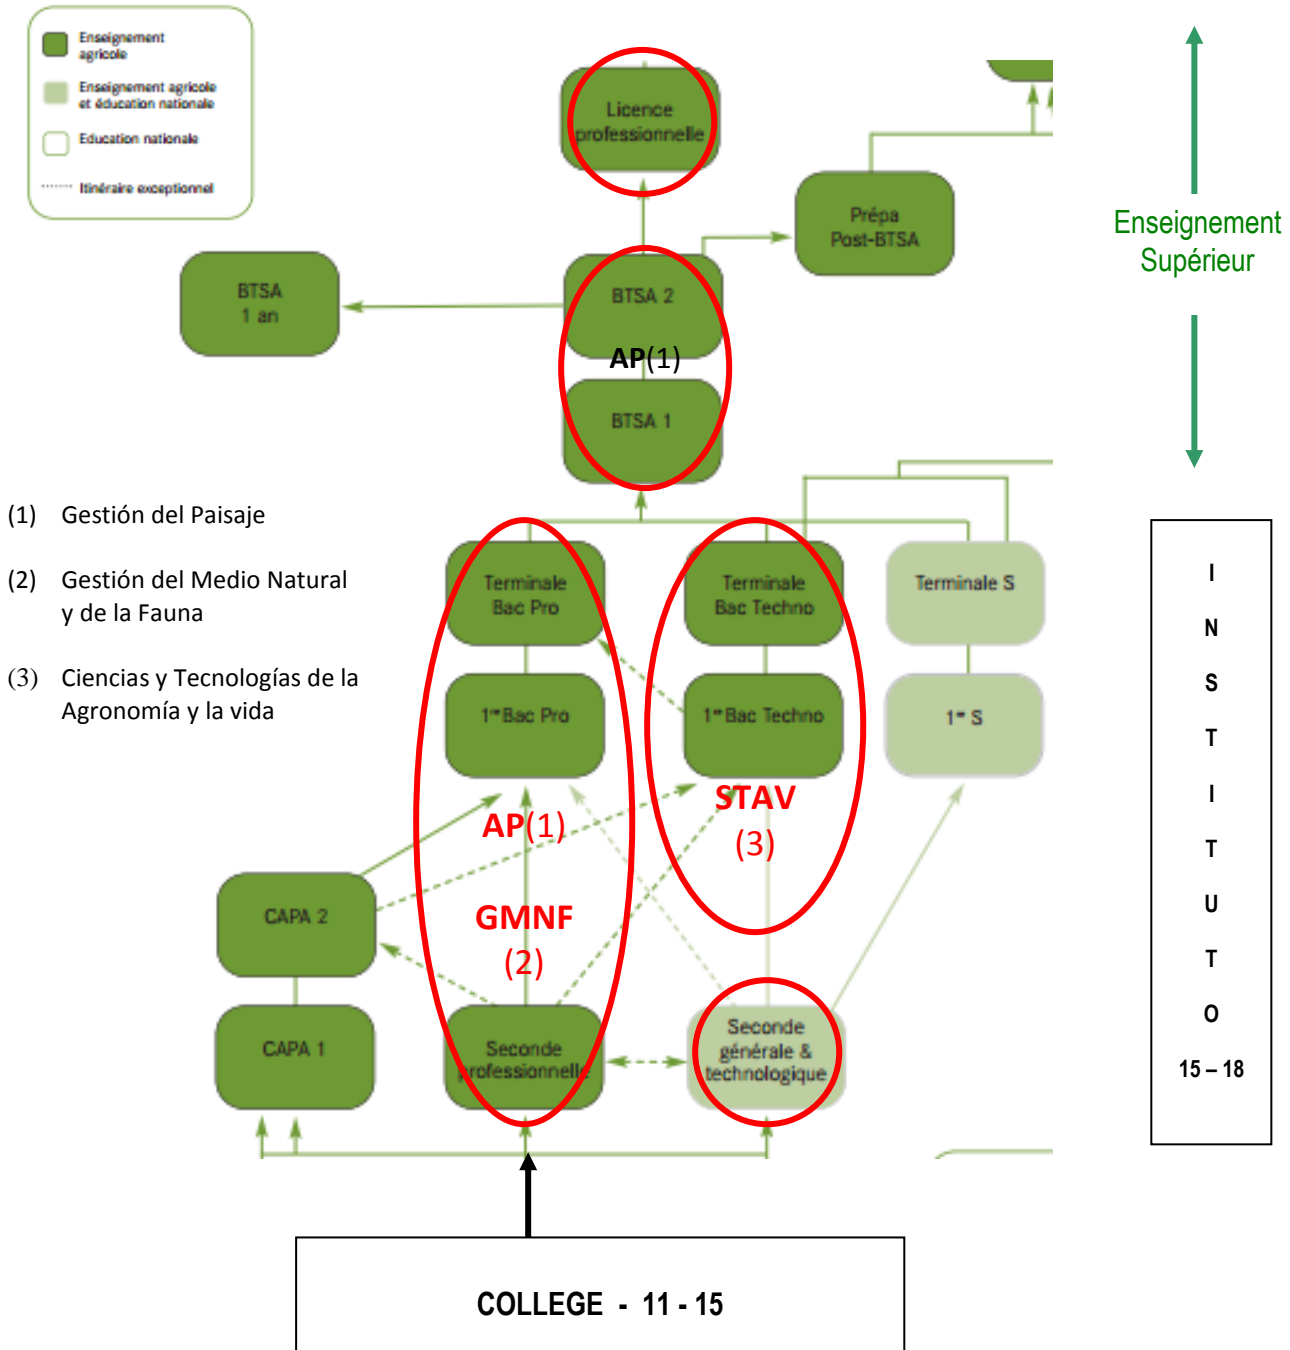 Enseignement
agricole
Enseignement agricole
et éducation nationale
Education nationale
Itinéraire exceptionnel
Licence
professionnelle
Prépa
Post-BTSA
Enseignement
Supérieur
BTSA
1 an
BTSA 2
AP(1)
BTSA 1
(1) Gestión del Paisaje
(2) Gestión del Medio Natural
y de la Fauna
(3) Ciencias y Tecnologías de la
Agronomía y la vida
Terminale
Bac Pro
Terminale
Bac Techno
Terminale S
1re Bac Pro
1re Bac Techno
1re S
AP(1)
STAV
(3)
GMNF
(2)
CAPA 2
CAPA 1
Seconde
professionnelle
Seconde
générale &
technologique
I
N
S
T
I
T
U
T
O
15 – 18
COLLEGE - 11 - 15